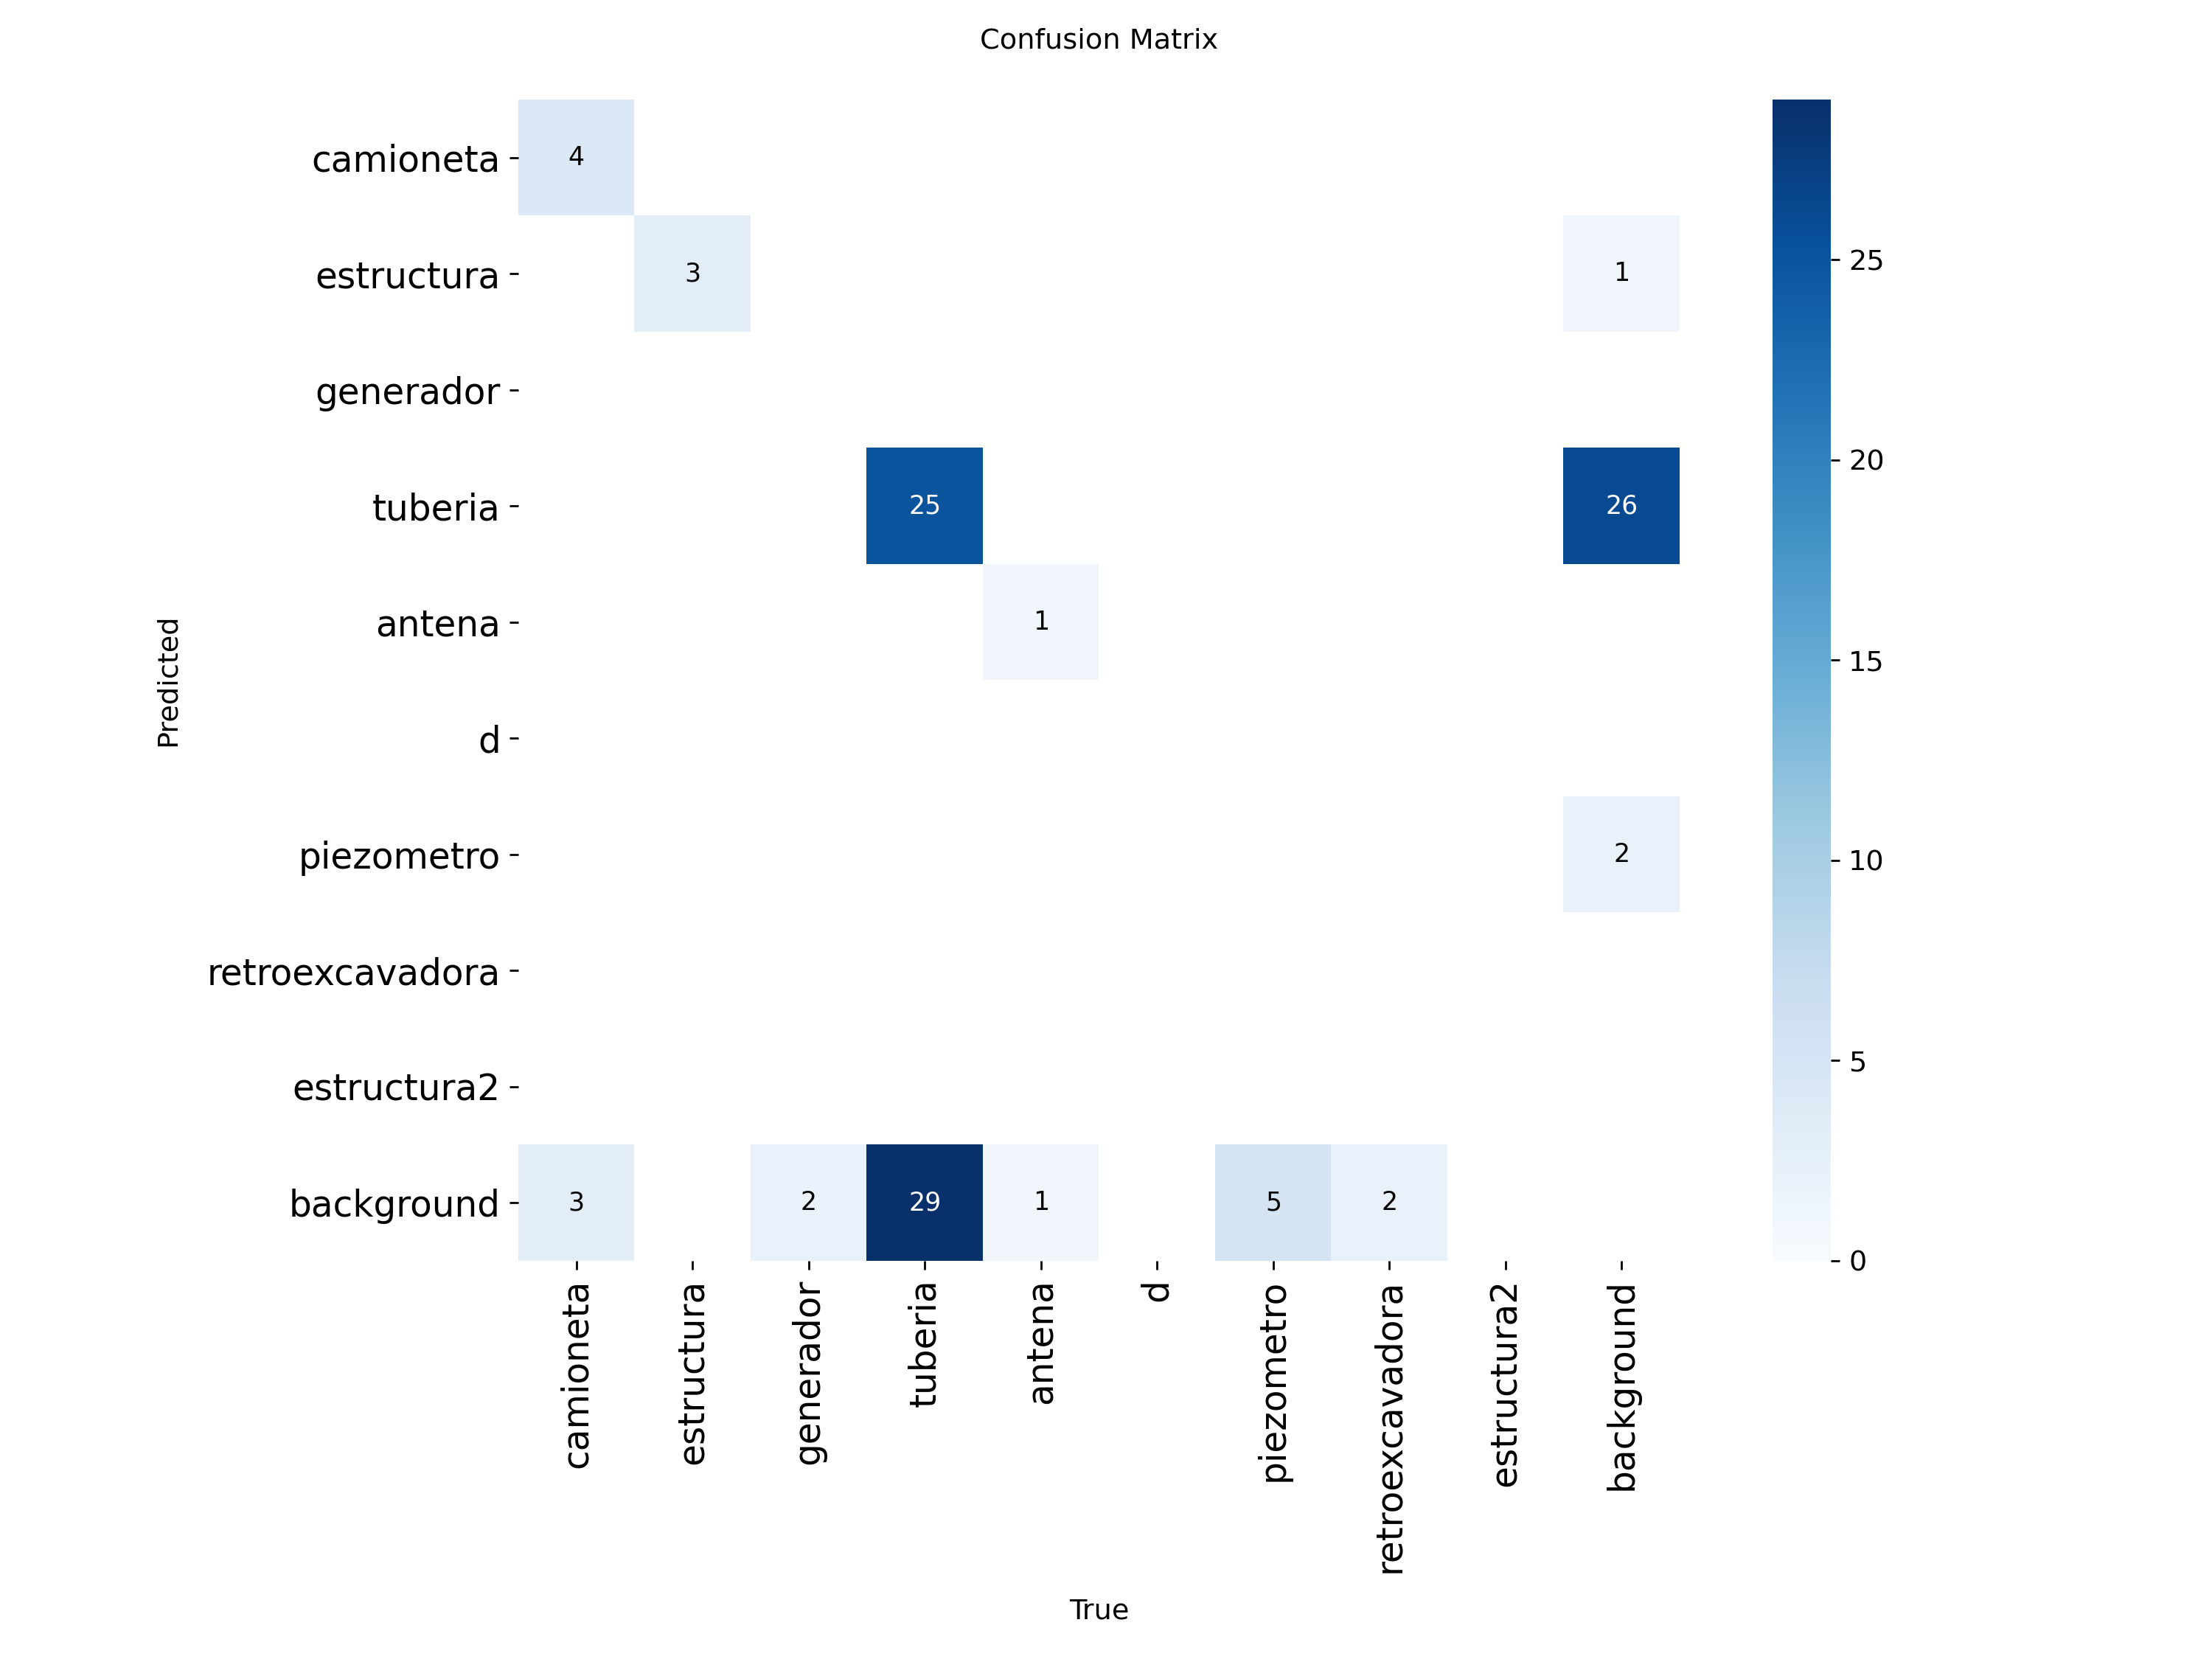 Confusion Matrix
camioneta
4
estructura
3
1
25
generador
20
tuberia
25
26
antena
1
15
Predicted
d
piezometro
2
10
retroexcavadora
estructura2
5
background
3
2
29
1
5
2
0
camioneta
estructura
generador
tuberia
antena
d
piezometro
retroexcavadora
estructura2
background
True